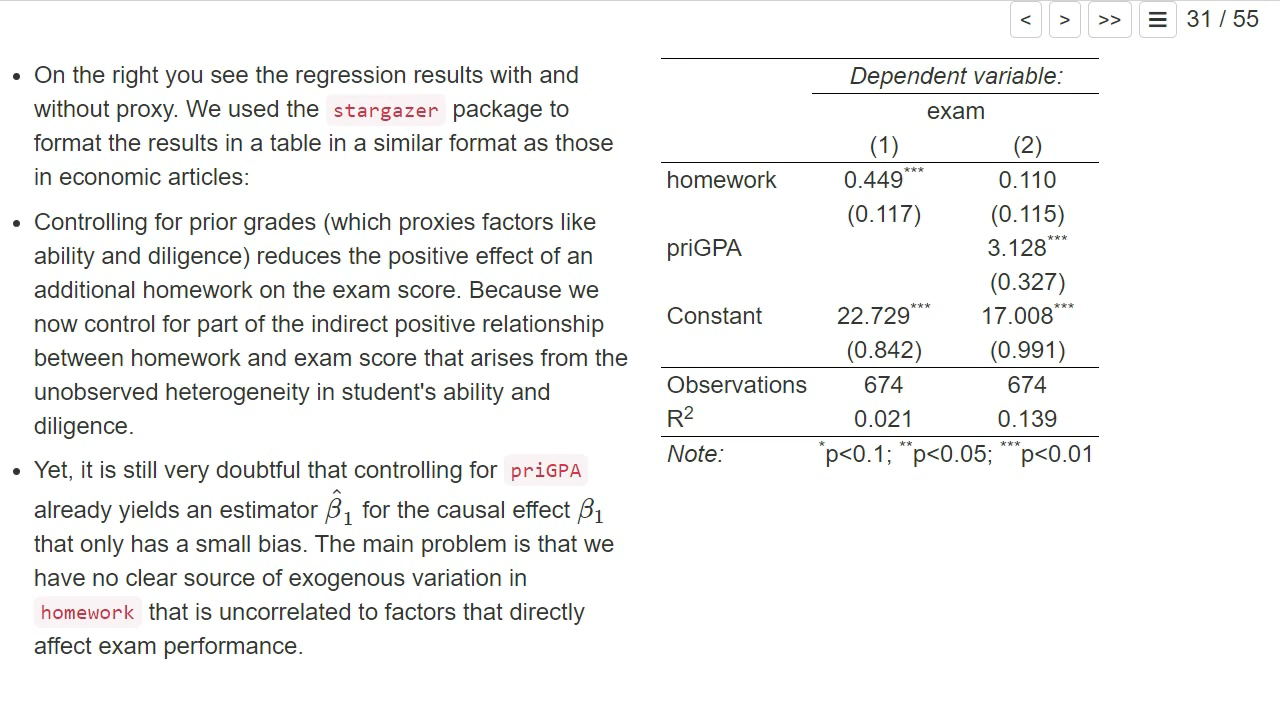 < > >> ☰ 31 / 55
• On the right you see the regression results with and
without proxy. We used the stargazer package to
format the results in a table in a similar format as those
in economic articles:
• Controlling for prior grades (which proxies factors like
ability and diligence) reduces the positive effect of an
additional homework on the exam score. Because we
now control for part of the indirect positive relationship
between homework and exam score that arises from the
unobserved heterogeneity in student's ability and
diligence.
• Yet, it is still very doubtful that controlling for priGPA
already yields an estimator β̂₁ for the causal effect β₁
that only has a small bias. The main problem is that we
have no clear source of exogenous variation in
homework that is uncorrelated to factors that directly
affect exam performance.
Dependent variable:
exam
(1) (2)
homework 0.449*** 0.110
(0.117) (0.115)
priGPA 3.128***
(0.327)
Constant 22.729*** 17.008***
(0.842) (0.991)
Observations 674 674
R² 0.021 0.139
Note: *p<0.1; **p<0.05; ***p<0.01